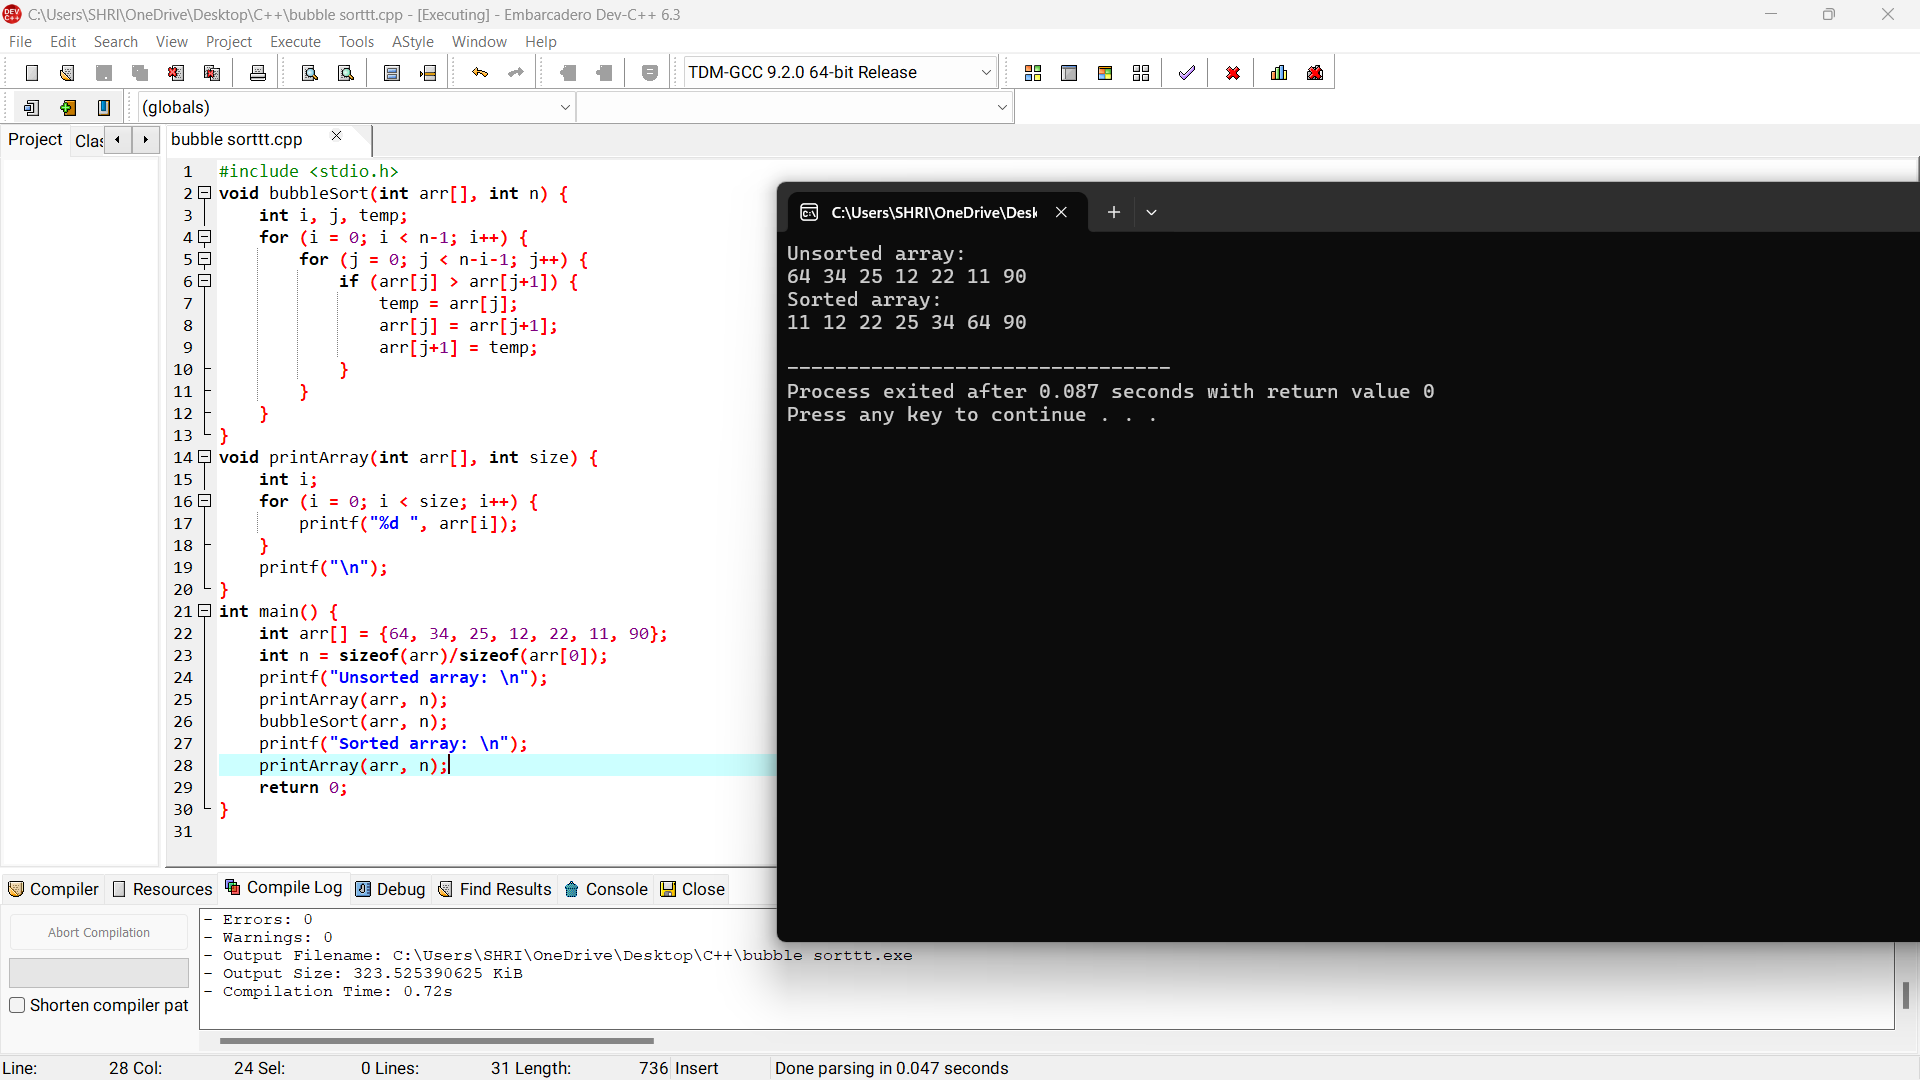 C:\Users\SHRI\OneDrive\Desktop\C++\bubble sorttt.cpp - [Executing] - Embarcadero Dev-C++ 6.3
File Edit Search View Project Execute Tools AStyle Window Help
TDM-GCC 9.2.0 64-bit Release
(globals)
Project Clas bubble sorttt.cpp
1 #include <stdio.h>
2 void bubbleSort(int arr[], int n) {
3 int i, j, temp;
4 for (i = 0; i < n-1; i++) {
5 for (j = 0; j < n-i-1; j++) {
6 if (arr[j] > arr[j+1]) {
7 temp = arr[j];
8 arr[j] = arr[j+1];
9 arr[j+1] = temp;
10 }
11 }
12 }
13 }
14 void printArray(int arr[], int size) {
15 int i;
16 for (i = 0; i < size; i++) {
17 printf("%d ", arr[i]);
18 }
19 printf("\n");
20 }
21 int main() {
22 int arr[] = {64, 34, 25, 12, 22, 11, 90};
23 int n = sizeof(arr)/sizeof(arr[0]);
24 printf("Unsorted array: \n");
25 printArray(arr, n);
26 bubbleSort(arr, n);
27 printf("Sorted array: \n");
28 printArray(arr, n);
29 return 0;
30 }
31
C:\Users\SHRI\OneDrive\Desk
Unsorted array:
64 34 25 12 22 11 90
Sorted array:
11 12 22 25 34 64 90
--------------------------------
Process exited after 0.087 seconds with return value 0
Press any key to continue . . .
Compiler Resources Compile Log Debug Find Results Console Close
Abort Compilation
Shorten compiler pat
- Errors: 0
- Warnings: 0
- Output Filename: C:\Users\SHRI\OneDrive\Desktop\C++\bubble sorttt.exe
- Output Size: 323.525390625 KiB
- Compilation Time: 0.72s
Line: 28 Col: 24 Sel: 0 Lines: 31 Length: 736 Insert Done parsing in 0.047 seconds